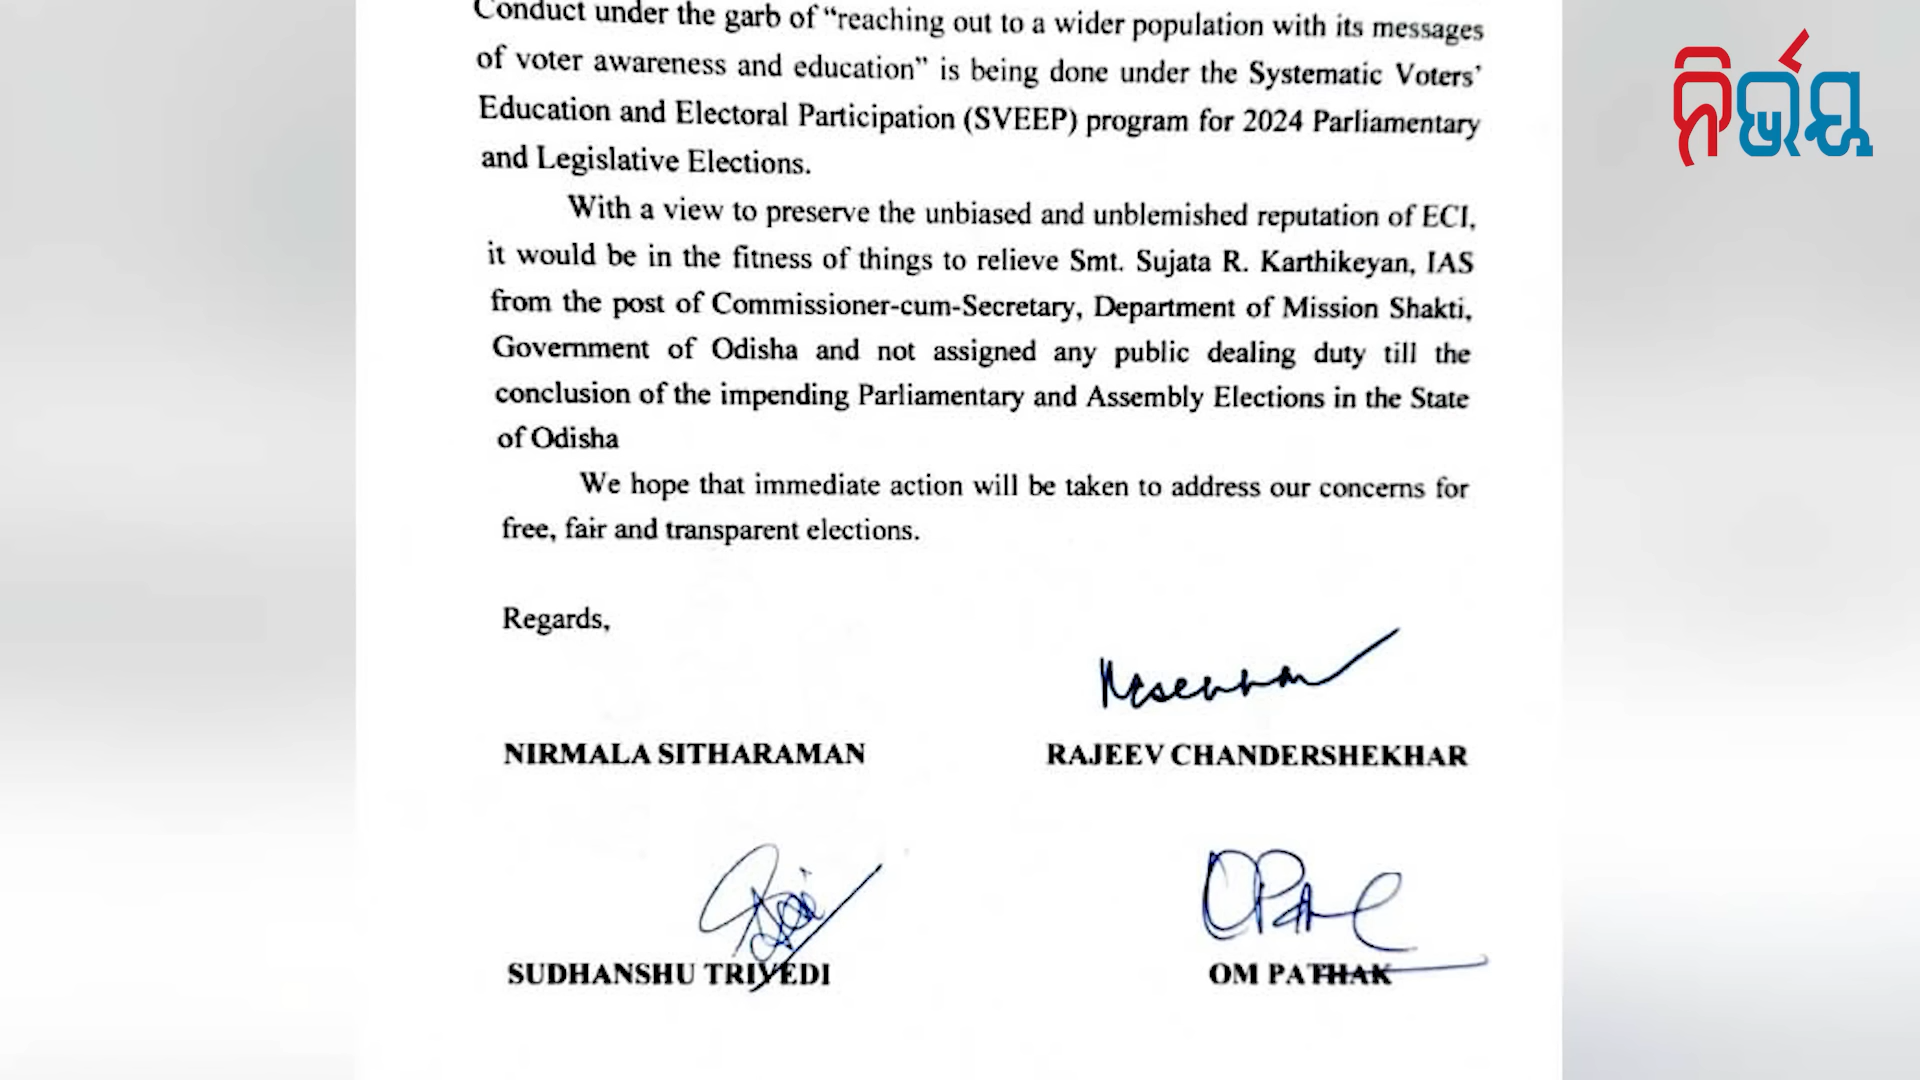 ନିର୍ଭୟ
Conduct under the garb of “reaching out to a wider population with its messages
of voter awareness and education” is being done under the Systematic Voters’
Education and Electoral Participation (SVEEP) program for 2024 Parliamentary
and Legislative Elections.
With a view to preserve the unbiased and unblemished reputation of ECI,
it would be in the fitness of things to relieve Smt. Sujata R. Karthikeyan, IAS
from the post of Commissioner-cum-Secretary, Department of Mission Shakti,
Government of Odisha and not assigned any public dealing duty till the
conclusion of the impending Parliamentary and Assembly Elections in the State
of Odisha
We hope that immediate action will be taken to address our concerns for
free, fair and transparent elections.
Regards,
NIRMALA SITHARAMAN RAJEEV CHANDERSHEKHAR
SUDHANSHU TRIVEDI OM PATHAK